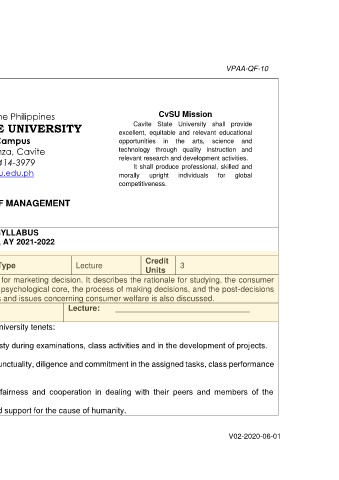 VPAA-QF-10
he Philippines
E UNIVERSITY
Campus
nza, Cavite
414-3979
u.edu.ph
CvSU Mission
Cavite State University shall provide
excellent, equitable and relevant educational
opportunities in the arts, science and
technology through quality instruction and
relevant research and development activities.
It shall produce professional, skilled and
morally upright individuals for global
competitiveness.
F MANAGEMENT
YLLABUS
, AY 2021-2022
Type Lecture Credit Units 3
for marketing decision. It describes the rationale for studying, the consumer
psychological core, the process of making decisions, and the post-decisions
s and issues concerning consumer welfare is also discussed.
Lecture:
niversity tenets:
sty during examinations, class activities and in the development of projects.
unctuality, diligence and commitment in the assigned tasks, class performance
fairness and cooperation in dealing with their peers and members of the
d support for the cause of humanity.
V02-2020-06-01